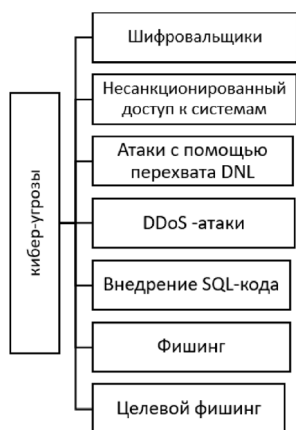 кибер-угрозы
Шифровальщики
Несанкционированный
доступ к системам
Атаки с помощью
перехвата DNL
DDoS -атаки
Внедрение SQL-кода
Фишинг
Целевой фишинг